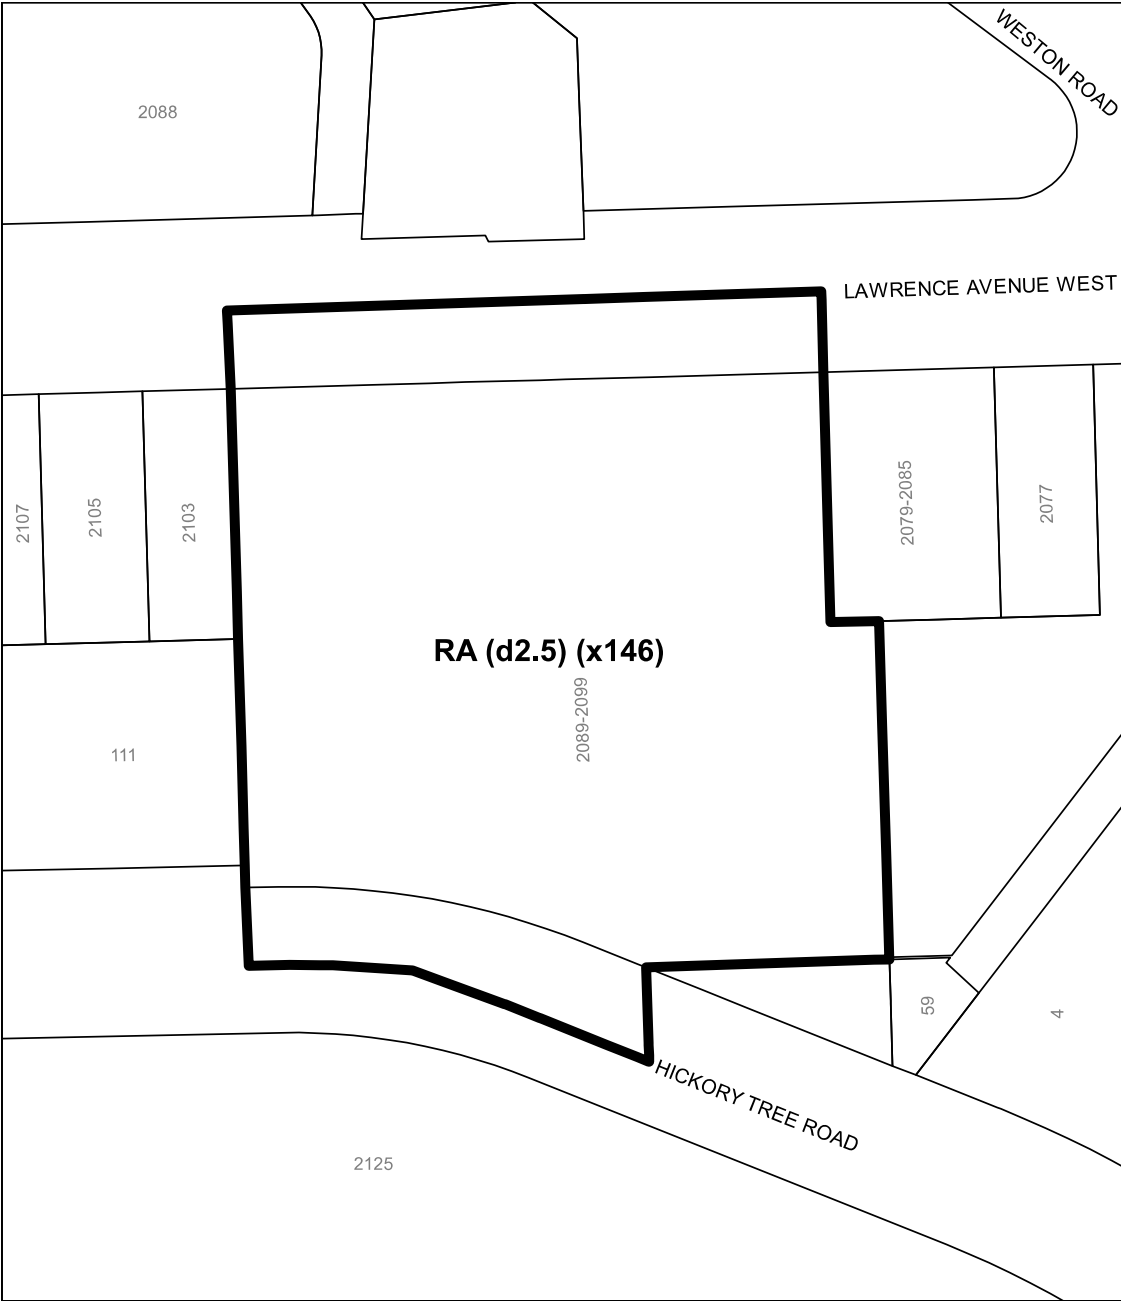 WESTON ROAD
2088
LAWRENCE AVENUE WEST
2107
2105
2103
2079-2085
2077
RA (d2.5) (x146)
2089-2099
111
59
4
HICKORY TREE ROAD
2125